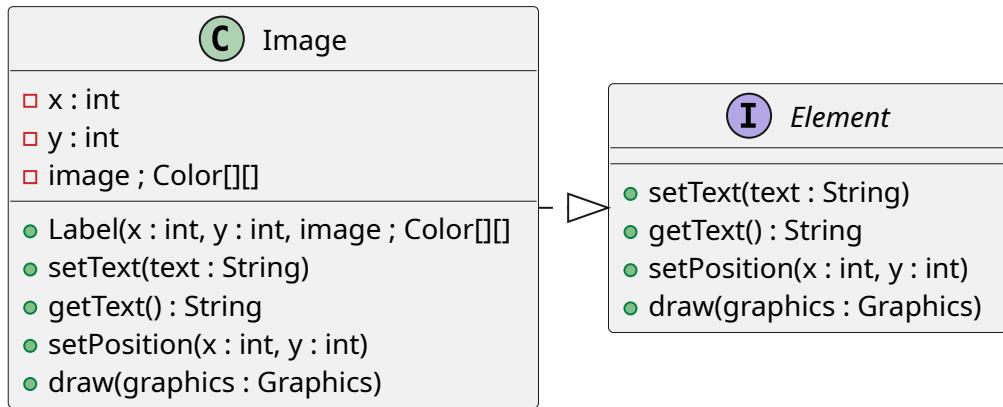 C Image
x : int
y : int
image ; Color[][]
Label(x : int, y : int, image ; Color[][]
setText(text : String)
getText() : String
setPosition(x : int, y : int)
draw(graphics : Graphics)
I Element
setText(text : String)
getText() : String
setPosition(x : int, y : int)
draw(graphics : Graphics)